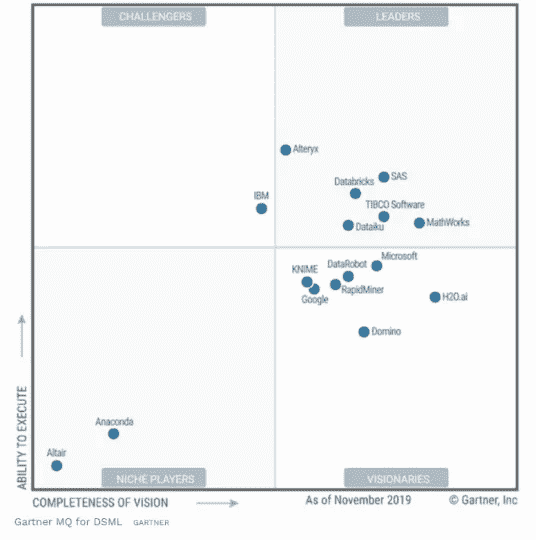 CHALLENGERS
LEADERS
Alteryx
SAS
Databricks
IBM
TIBCO Software
MathWorks
Dataiku
Microsoft
DataRobot
KNIME
RapidMiner
Google
H2O.ai
Domino
ABILITY TO EXECUTE
Anaconda
Altair
NICHE PLAYERS
VISIONARIES
COMPLETENESS OF VISION
As of November 2019
© Gartner, Inc
Gartner MQ for DSML GARTNER